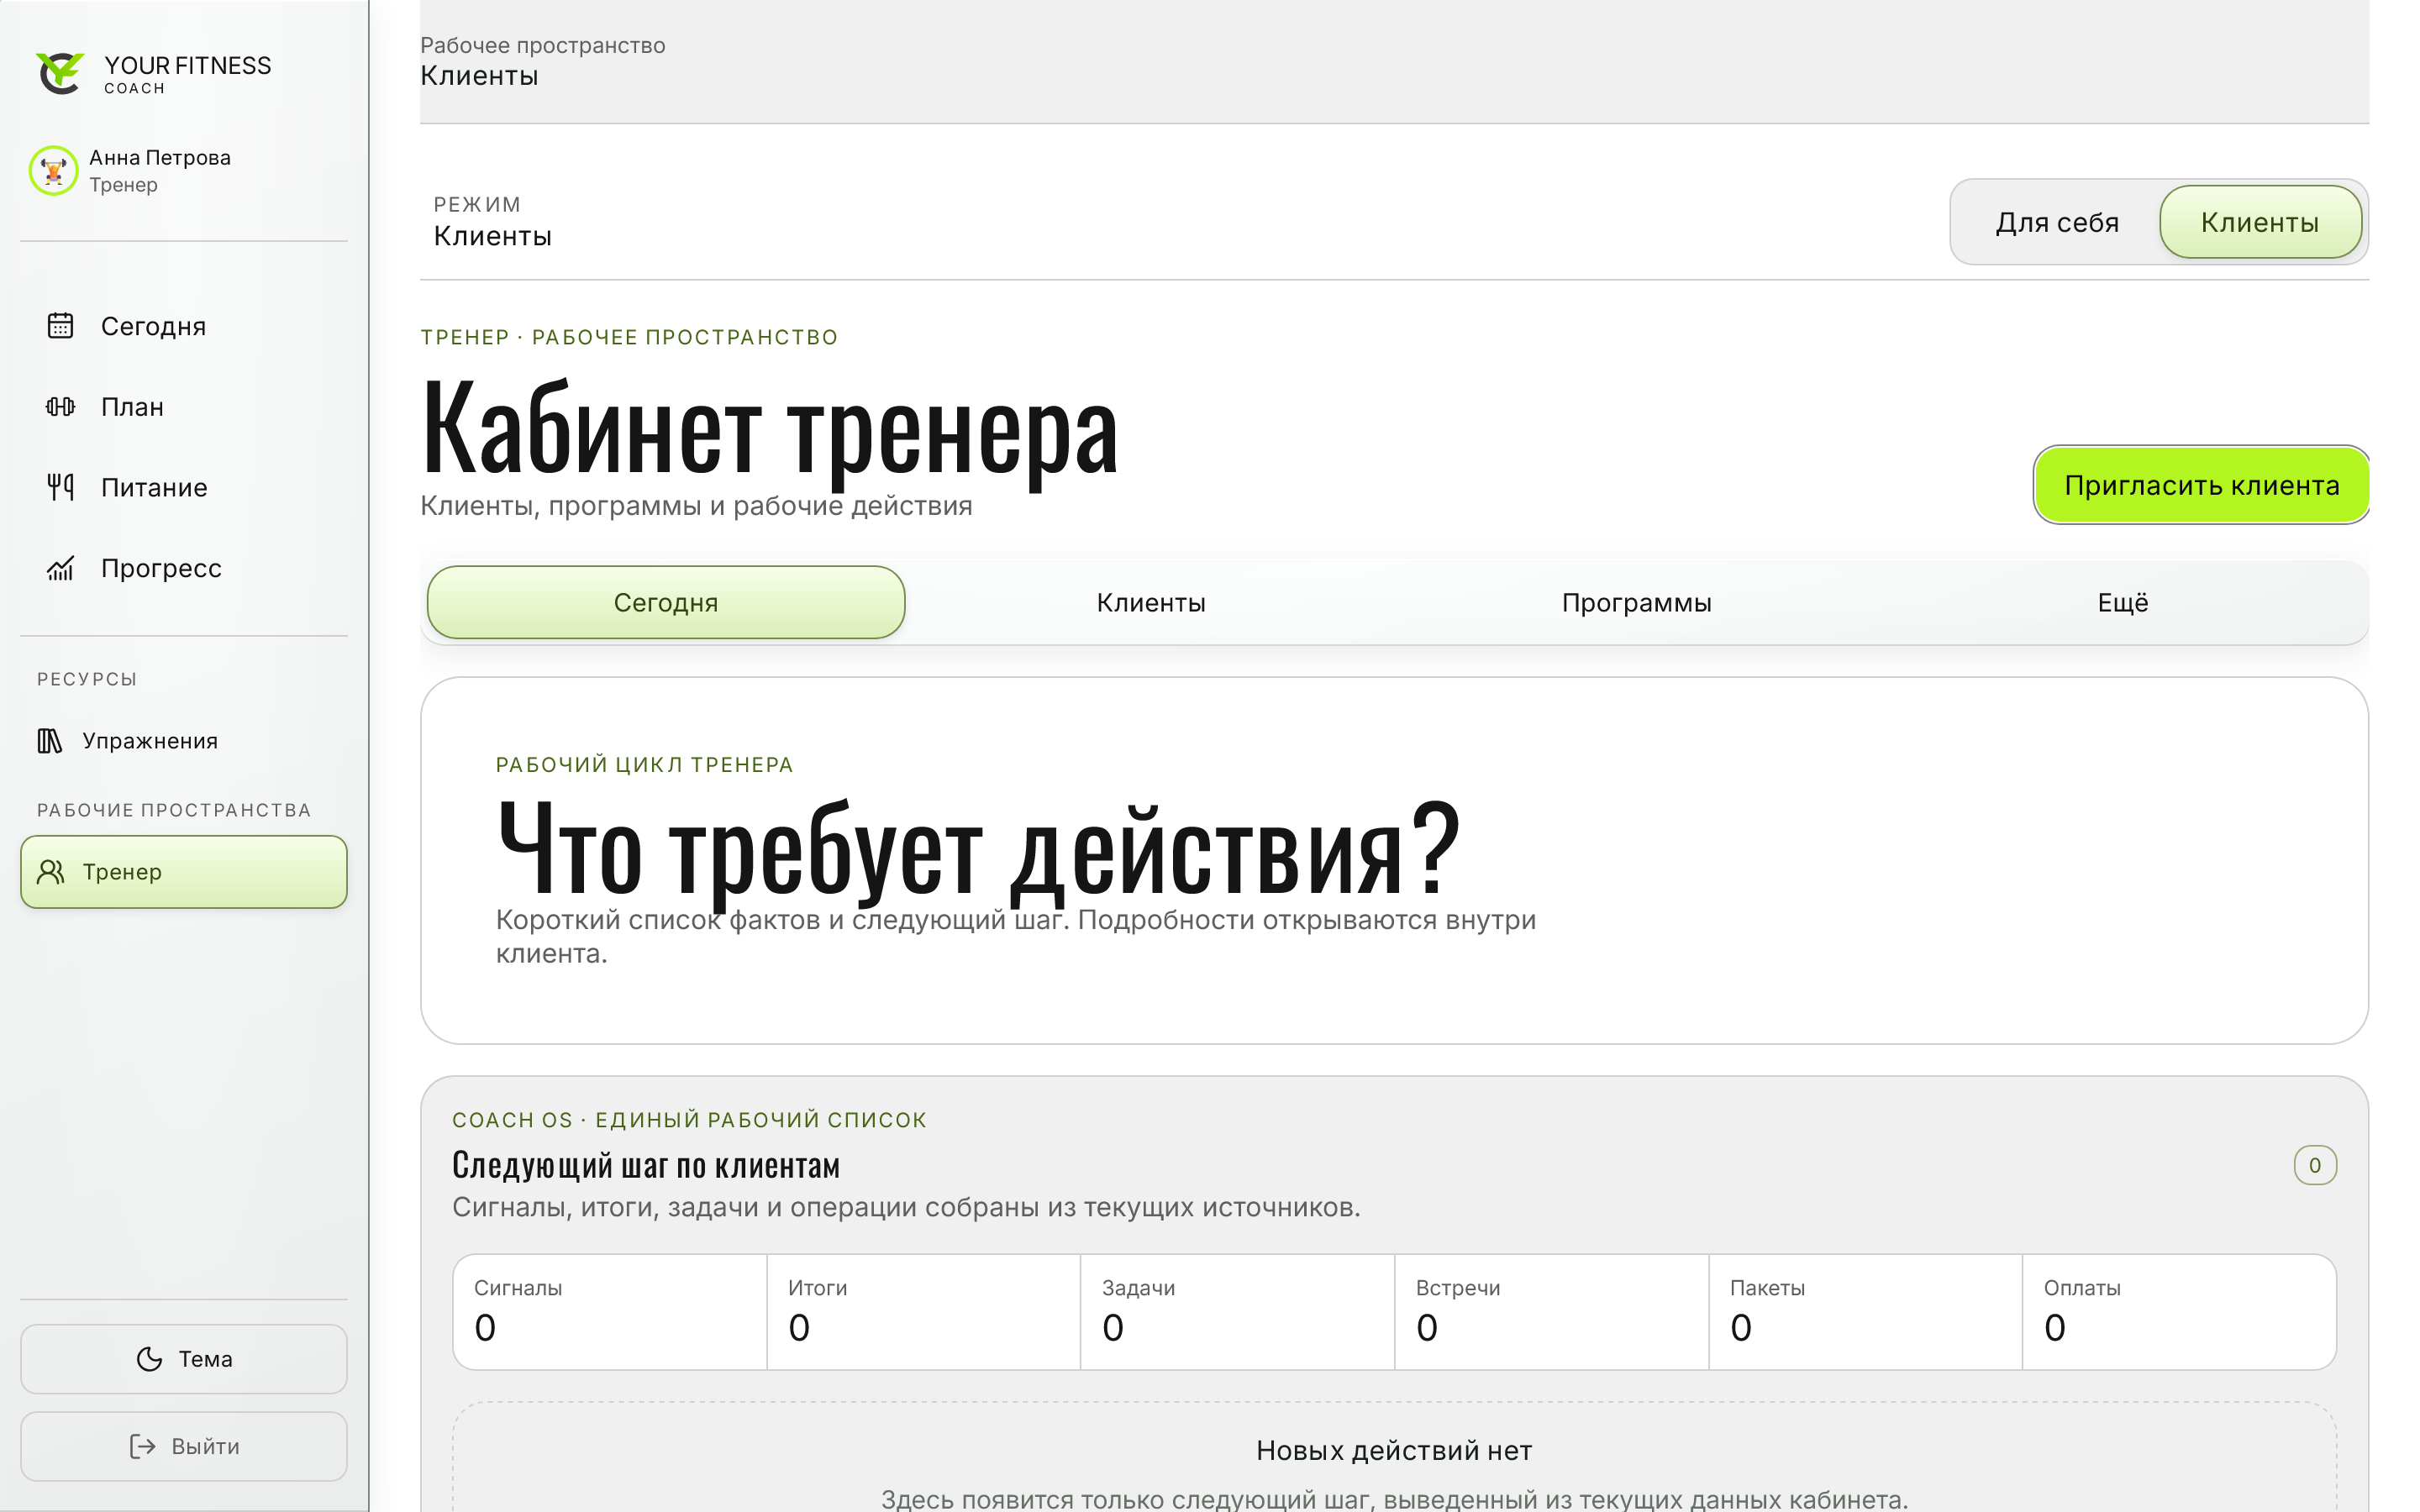 YOUR FITNESS
COACH
Анна Петрова
Тренер
Сегодня
План
Питание
Прогресс
РЕСУРСЫ
Упражнения
РАБОЧИЕ ПРОСТРАНСТВА
Тренер
Тема
Выйти
Рабочее пространство
Клиенты
РЕЖИМ
Клиенты
Для себя
Клиенты
ТРЕНЕР · РАБОЧЕЕ ПРОСТРАНСТВО
Кабинет тренера
Клиенты, программы и рабочие действия
Пригласить клиента
Сегодня
Клиенты
Программы
Ещё
РАБОЧИЙ ЦИКЛ ТРЕНЕРА
Что требует действия?
Короткий список фактов и следующий шаг. Подробности открываются внутри
клиента.
COACH OS · ЕДИНЫЙ РАБОЧИЙ СПИСОК
Следующий шаг по клиентам
0
Сигналы, итоги, задачи и операции собраны из текущих источников.
Сигналы
0
Итоги
0
Задачи
0
Встречи
0
Пакеты
0
Оплаты
0
Новых действий нет
Здесь появится только следующий шаг, выведенный из текущих данных кабинета.